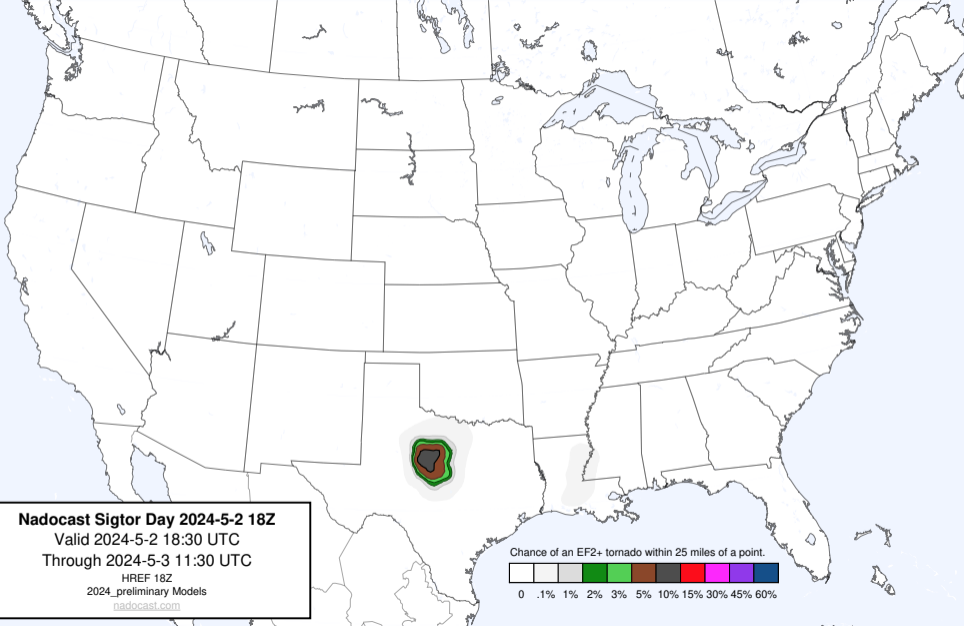 Nadocast Sigtor Day 2024-5-2 18Z
Valid 2024-5-2 18:30 UTC
Through 2024-5-3 11:30 UTC
HREF 18Z
2024_preliminary Models
nadocast.com
Chance of an EF2+ tornado within 25 miles of a point.
0 .1% 1% 2% 3% 5% 10% 15% 30% 45% 60%